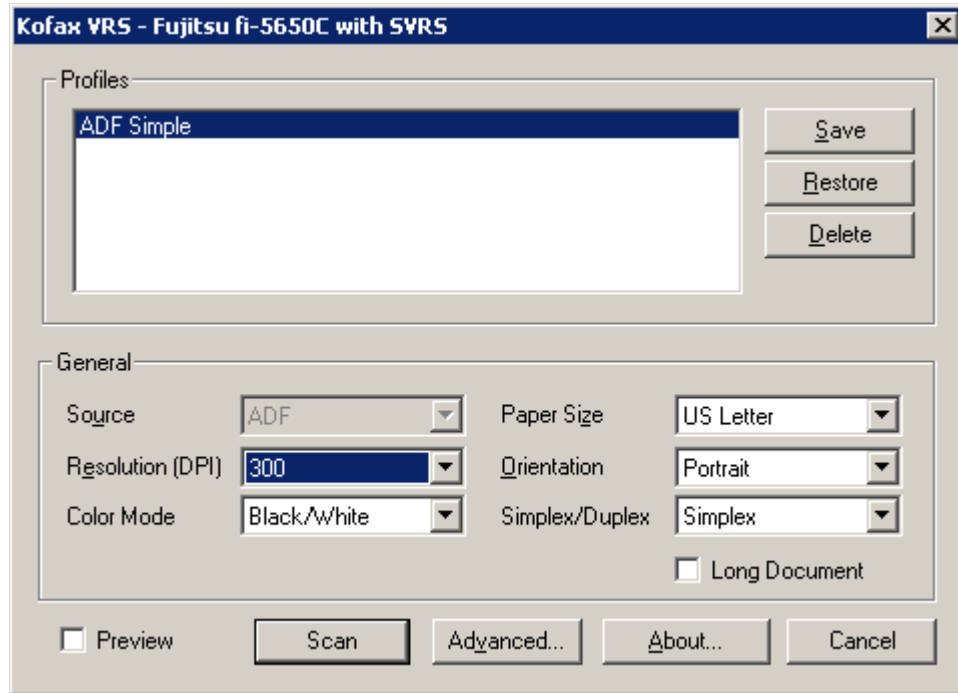 Kofax VRS - Fujitsu fi-5650C with SVRS
Profiles
ADF Simple
Save
Restore
Delete
General
Source ADF Paper Size US Letter
Resolution (DPI) 300 Orientation Portrait
Color Mode Black/White Simplex/Duplex Simplex
Long Document
Preview Scan Advanced... About... Cancel